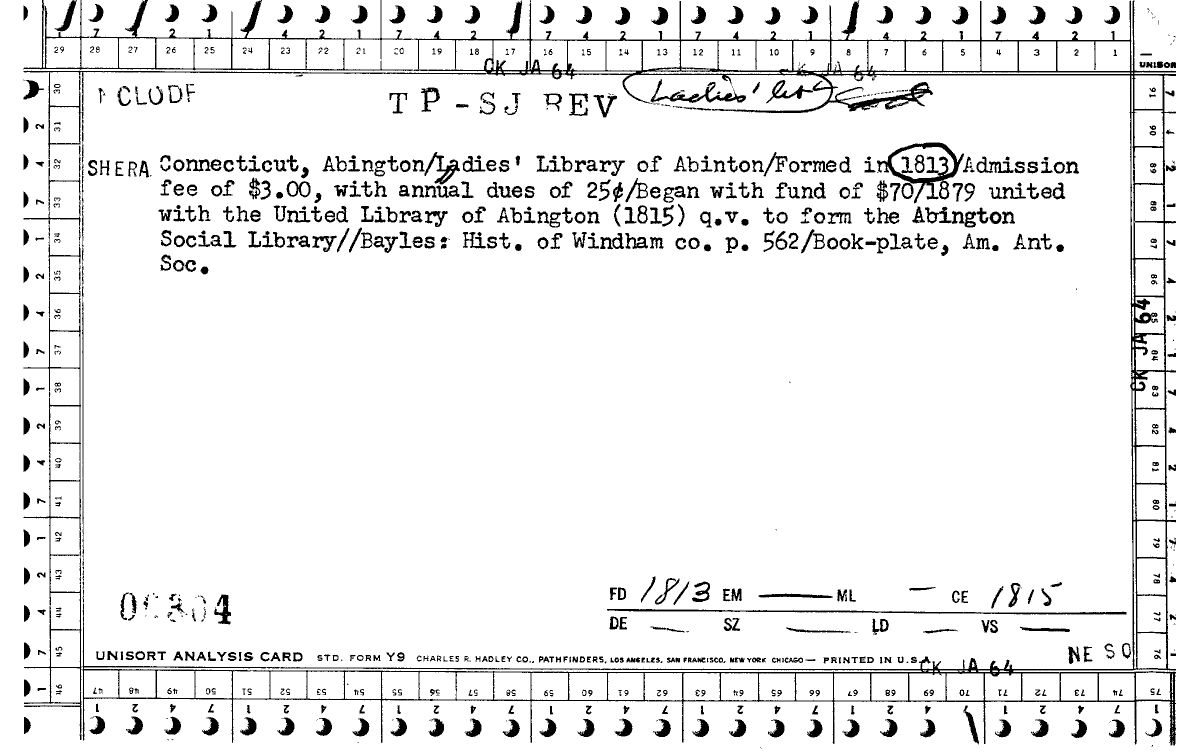 7 4 2 1 7 4 2 1 7 4 2 1 7 4 2 1 7 4 2 1 7 4 2 1 7 4 2 1
29 28 27 26 25 24 23 22 21 20 19 18 17 16 15 14 13 12 11 10 9 8 7 6 5 4 3 2 1
CK JA 64 CK JA 64
UNISOR
CLODE TP-SJ REV Ladies' list
SHERA Connecticut, Abington/Ladies' Library of Abinton/Formed in 1813/Admission
fee of $3.00, with annual dues of 25¢/Began with fund of $70/1879 united
with the United Library of Abington (1815) q.v. to form the Abington
Social Library//Bayles: Hist. of Windham co. p. 562/Book-plate, Am. Ant.
Soc.
30
31
32
33
34
35
36
37
38
39
40
41
42
43
44
45
46
91
90
89
88
87
86
85
84
83
82
81
80
79
78
77
76
CK JA 64
FD 1813 EM — ML — CE 1815
DE — SZ — LD — VS —
NE SO
UNISORT ANALYSIS CARD STD. FORM Y9 CHARLES R. HADLEY CO., PATHFINDERS, LOS ANGELES, SAN FRANCISCO, NEW YORK CHICAGO — PRINTED IN U.S.A.
CK JA 64
47 48 49 50 51 52 53 54 55 56 57 58 59 60 61 62 63 64 65 66 67 68 69 70 71 72 73 74 75
1 2 4 7 1 2 4 7 1 2 4 7 1 2 4 7 1 2 4 7 1 2 4 7 1 2 4 7 1